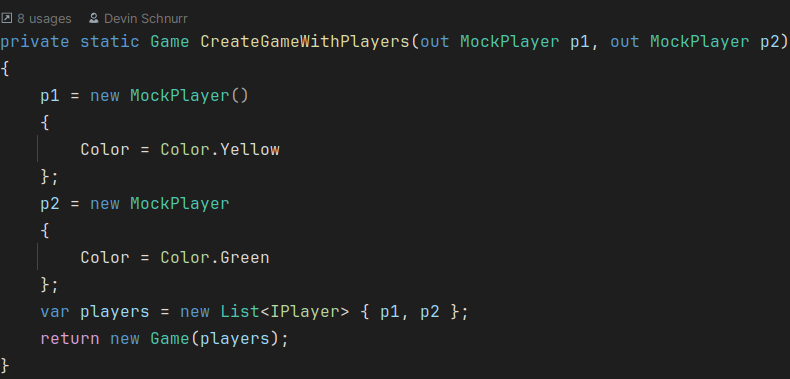 8 usages Devin Schnurr
private static Game CreateGameWithPlayers(out MockPlayer p1, out MockPlayer p2)
{
    p1 = new MockPlayer()
    {
        Color = Color.Yellow
    };
    p2 = new MockPlayer
    {
        Color = Color.Green
    };
    var players = new List<IPlayer> { p1, p2 };
    return new Game(players);
}